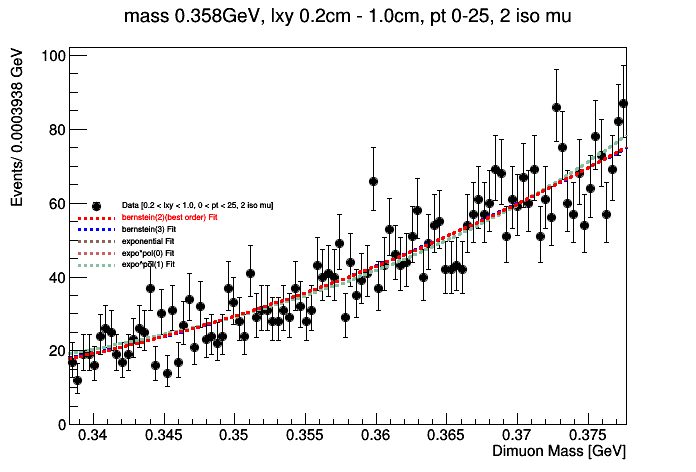 mass 0.358GeV, lxy 0.2cm - 1.0cm, pt 0-25, 2 iso mu
Events/ 0.0003938 GeV
100
80
60
40
20
0
Data [0.2 < lxy < 1.0, 0 < pt < 25, 2 iso mu]
bernstein(2)(best order) Fit
bernstein(3) Fit
exponential Fit
expo*pol(0) Fit
expo*pol(1) Fit
0.34 0.345 0.35 0.355 0.36 0.365 0.37 0.375
Dimuon Mass [GeV]